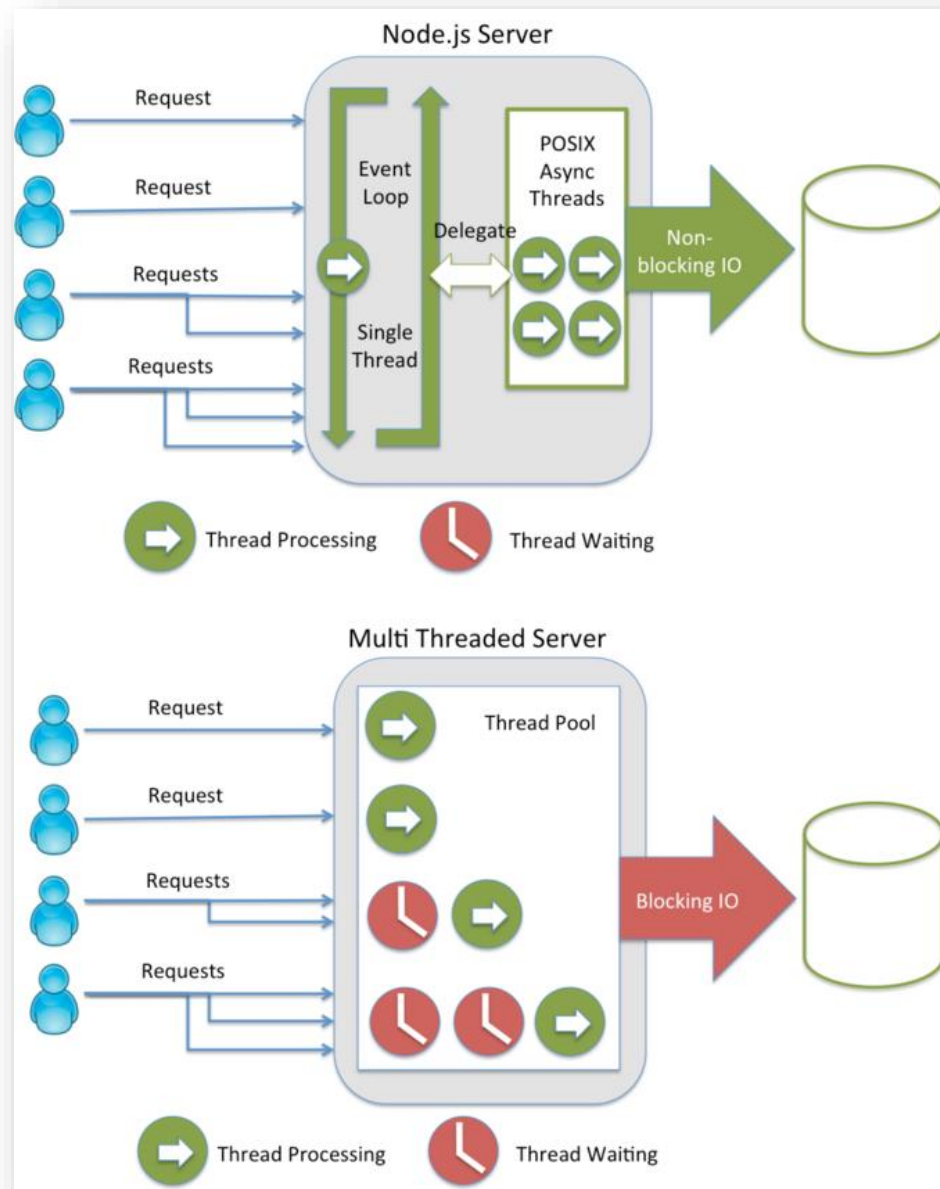 Node.js Server
Request
Request
Requests
Requests
Event
Loop
Single
Thread
Delegate
POSIX
Async
Threads
Non-
blocking IO
Thread Processing
Thread Waiting
Multi Threaded Server
Request
Request
Requests
Requests
Thread Pool
Blocking IO
Thread Processing
Thread Waiting